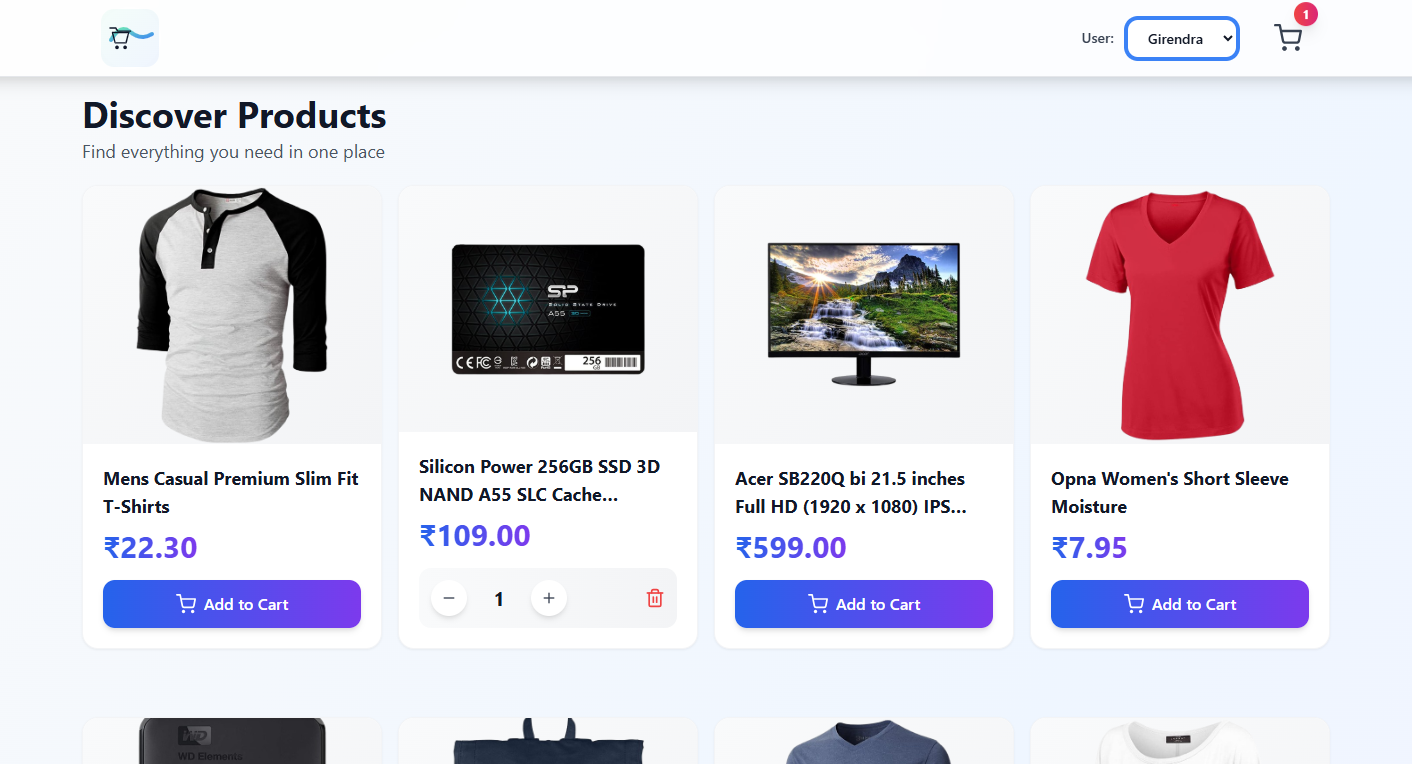 User:
Girendra
1
Discover Products
Find everything you need in one place
SP
SOLID STATE DRIVE
A55
256
GB
Mens Casual Premium Slim Fit
T-Shirts
₹22.30
Add to Cart
Silicon Power 256GB SSD 3D
NAND A55 SLC Cache...
₹109.00
1
Acer SB220Q bi 21.5 inches
Full HD (1920 x 1080) IPS...
₹599.00
Add to Cart
Opna Women's Short Sleeve
Moisture
₹7.95
Add to Cart
WD
WD Elements